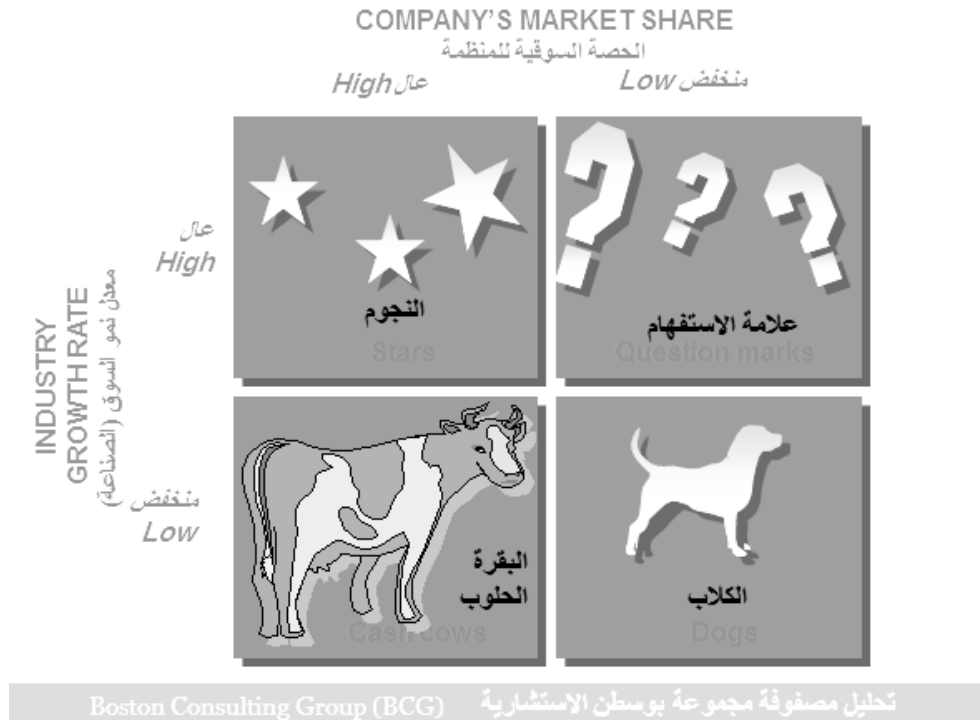 COMPANY'S MARKET SHARE
الحصة السوقية للمنظمة
عال High
منخفض Low
عال
High
INDUSTRY
GROWTH RATE
معدل نمو السوق (الصناعة)
منخفض
Low
النجوم
Stars
علامة الاستفهام
Question marks
البقرة
الحلوب
Cash cows
الكلاب
Dogs
تحليل مصفوفة مجموعة بوسطن الاستشارية Boston Consulting Group (BCG)